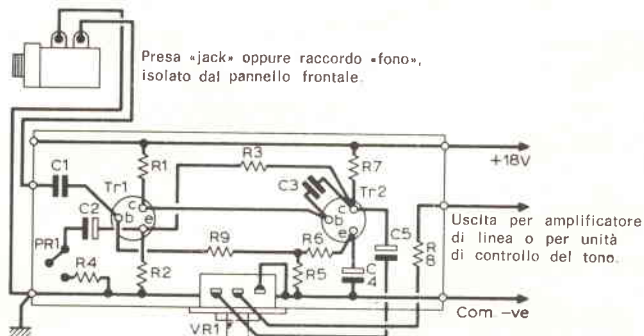 Presa «jack» oppure raccordo «fono»,
isolato dal pannello frontale.
+18V
C1
R1
R3
R7
Tr1
C3
Tr2
c
b
e
c
b
e
C2
PR1
R9
R6
C5
R4
R2
R5
C4
R8
VR1
Uscita per amplificatore
di linea o per unità
di controllo del tono.
Com. -ve